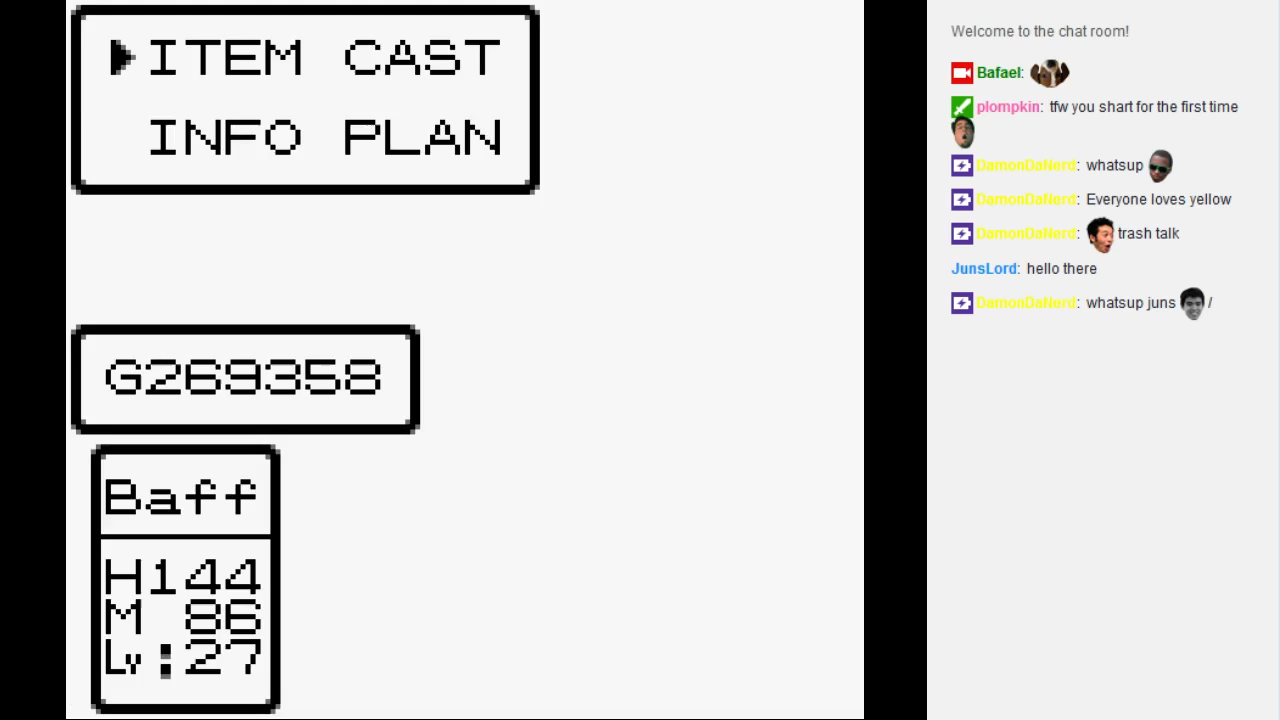 ITEM CAST
INFO PLAN
G269358
Baff
H144
M 86
Lv:27
Welcome to the chat room!
Bafael:
plompkin: tfw you shart for the first time
DamonDaNerd: whatsup
DamonDaNerd: Everyone loves yellow
DamonDaNerd: trash talk
JunsLord: hello there
DamonDaNerd: whatsup juns /